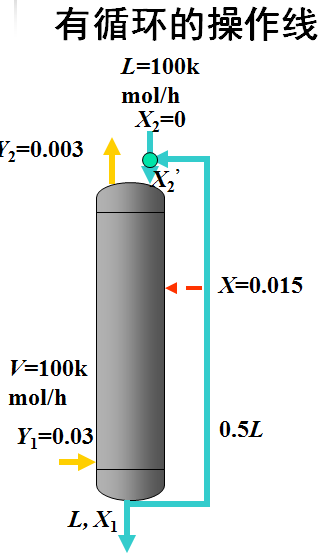 有循环的操作线
L=100k
mol/h
X₂=0
Y₂=0.003
X₂’
X=0.015
V=100k
mol/h
Y₁=0.03
0.5L
L, X₁